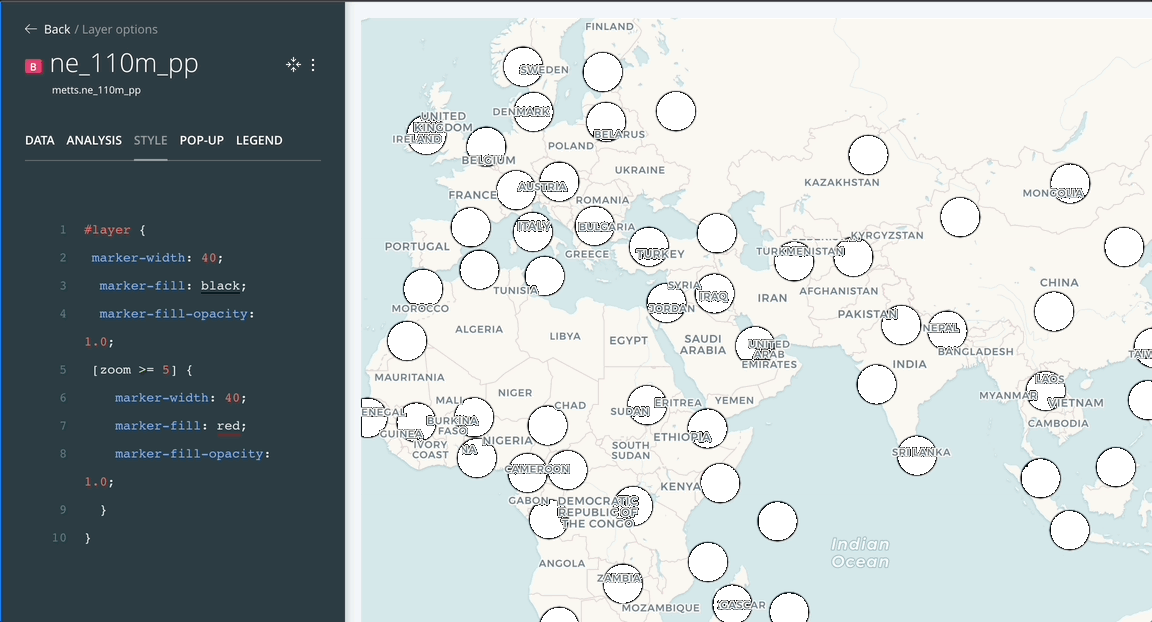 Back / Layer options
B ne_110m_pp
metts.ne_110m_pp
DATA ANALYSIS STYLE POP-UP LEGEND
1 #layer {
2 marker-width: 40;
3 marker-fill: black;
4 marker-fill-opacity:
1.0;
5 [zoom >= 5] {
6 marker-width: 40;
7 marker-fill: red;
8 marker-fill-opacity:
1.0;
9 }
10 }
FINLAND
SWEDEN
DENMARK
UNITED
KINGDOM
IRELAND
BELARUS
POLAND
BELGIUM
UKRAINE
KAZAKHSTAN
MONGOLIA
FRANCE
AUSTRIA
ROMANIA
ITALY
BULGARIA
KYRGYZSTAN
PORTUGAL
GREECE
TURKEY
TURKMENISTAN
TUNISIA
SYRIA
IRAQ
IRAN
AFGHANISTAN
CHINA
MOROCCO
JORDAN
PAKISTAN
NEPAL
ALGERIA
LIBYA
EGYPT
SAUDI
ARABIA
UNITED
ARAB
EMIRATES
BANGLADESH
INDIA
TAI
MAURITANIA
LAOS
MYANMAR
VIETNAM
NIGER
MALI
CHAD
SUDAN
ERITREA
YEMEN
ENEGAL
BURKINA
FASO
CAMBODIA
GUINEA
NIGERIA
ETHIOPIA
IVORY
COAST
NA
SOUTH
SUDAN
SRI LANKA
CAMEROON
KENYA
GABON
DEMOCRATIC
REPUBLIC OF
THE CONGO
Indian
Ocean
ANGOLA
ZAMBIA
MOZAMBIQUE
GASCAR